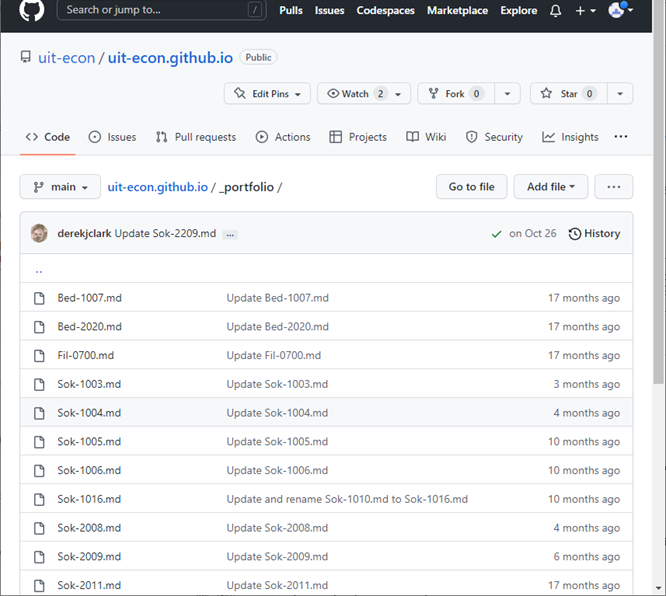 Search or jump to... / Pulls Issues Codespaces Marketplace Explore
uit-econ / uit-econ.github.io Public
Edit Pins Watch 2 Fork 0 Star 0
Code Issues Pull requests Actions Projects Wiki Security Insights ...
main uit-econ.github.io / _portfolio / Go to file Add file ...
derekjclark Update Sok-2209.md ... on Oct 26 History
..
Bed-1007.md Update Bed-1007.md 17 months ago
Bed-2020.md Update Bed-2020.md 17 months ago
Fil-0700.md Update Fil-0700.md 17 months ago
Sok-1003.md Update Sok-1003.md 3 months ago
Sok-1004.md Update Sok-1004.md 4 months ago
Sok-1005.md Update Sok-1005.md 10 months ago
Sok-1006.md Update Sok-1006.md 10 months ago
Sok-1016.md Update and rename Sok-1010.md to Sok-1016.md 10 months ago
Sok-2008.md Update Sok-2008.md 4 months ago
Sok-2009.md Update Sok-2009.md 6 months ago
Sok-2011.md Update Sok-2011.md 17 months ago